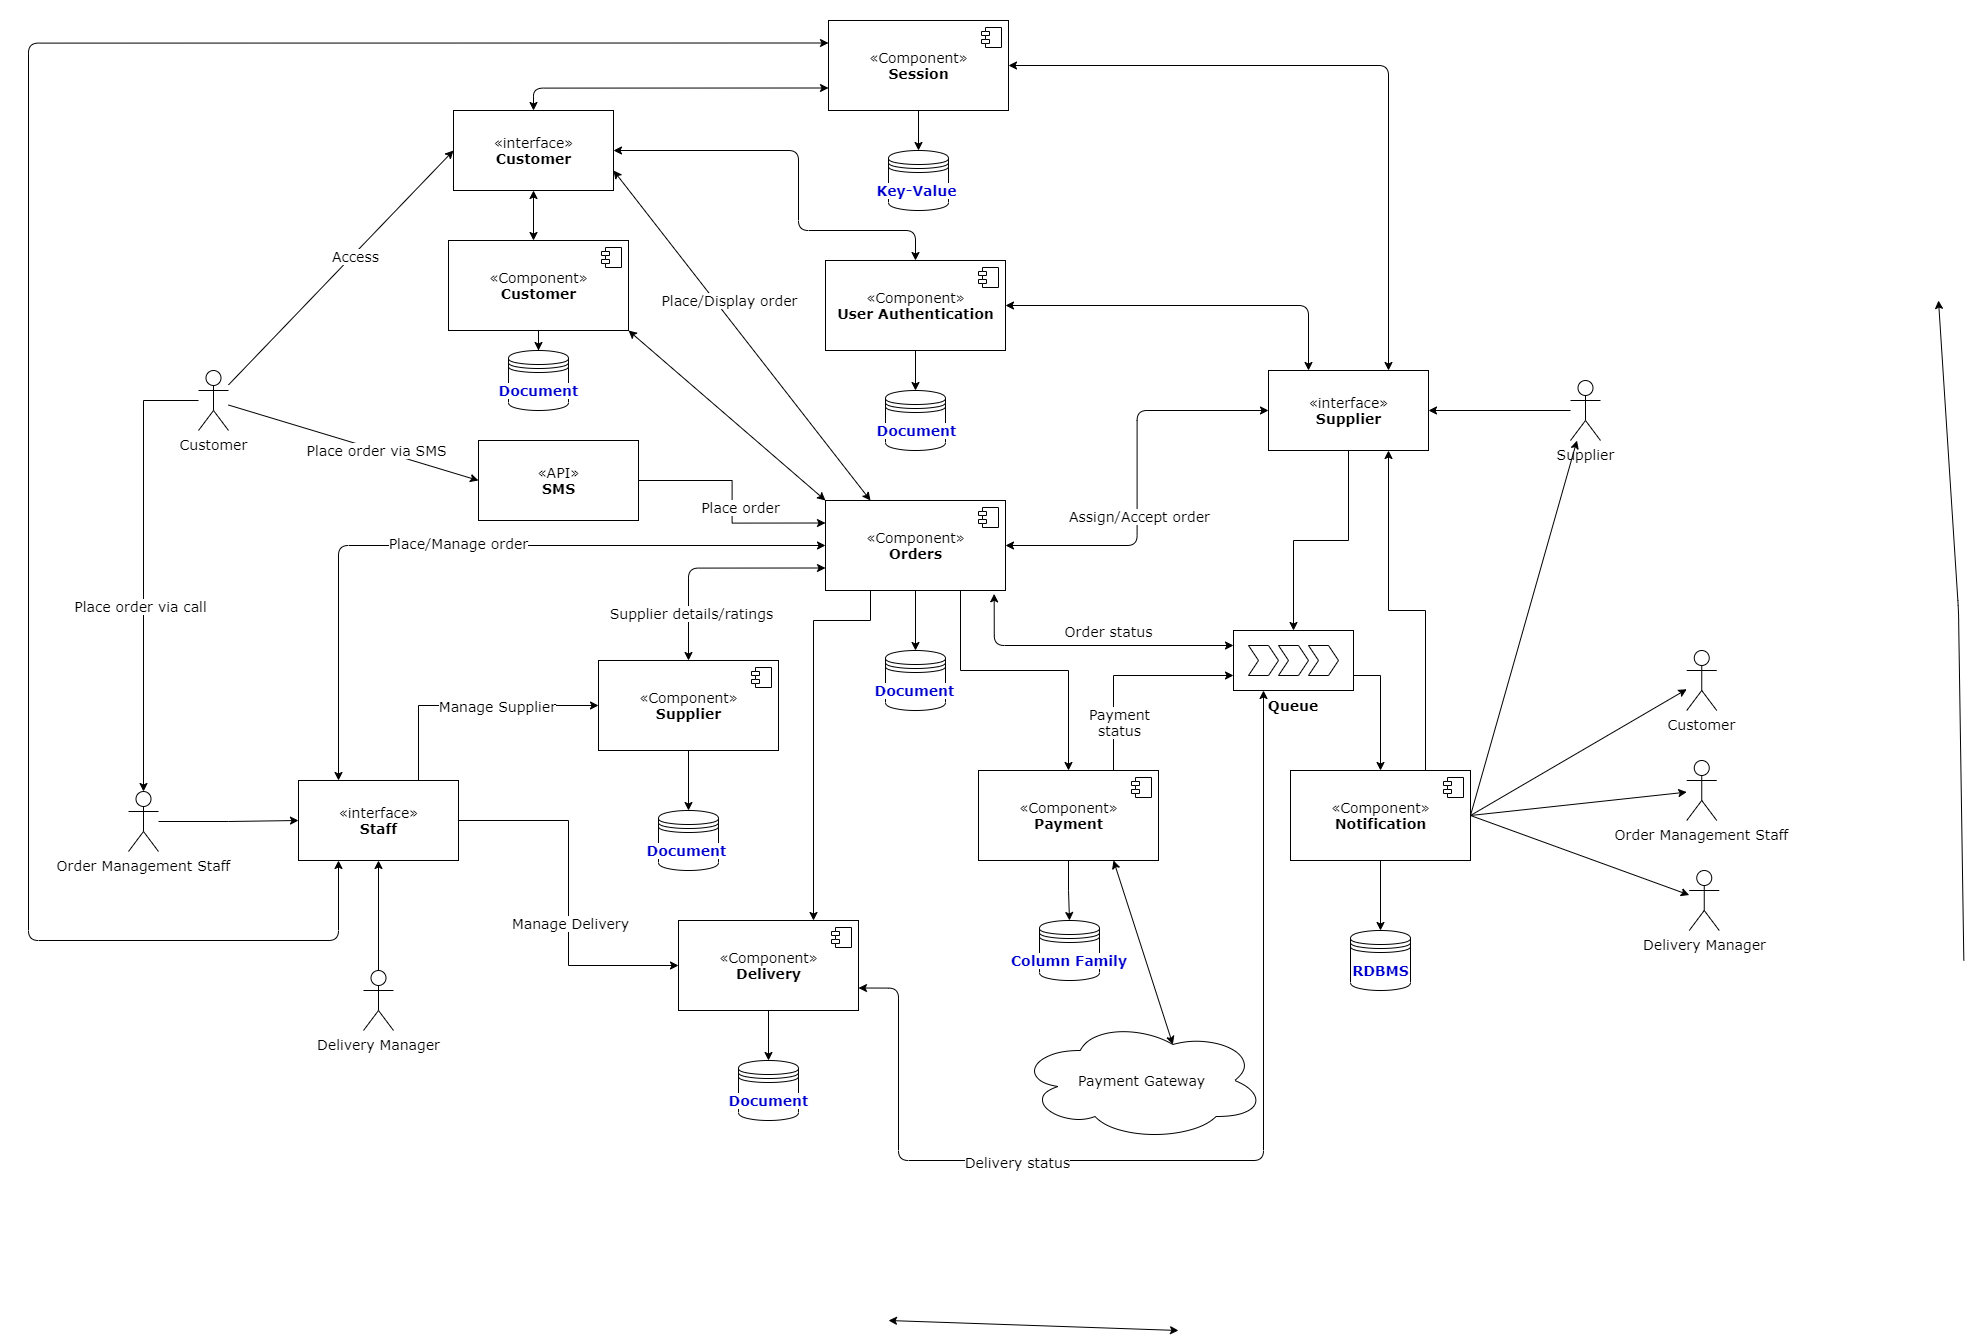 «Component»
Session
«interface»
Customer
Key-Value
Access
«Component»
Customer
Place/Display order
«Component»
User Authentication
Document
Document
«interface»
Supplier
Customer
Supplier
Place order via SMS
«API»
SMS
Place order
Assign/Accept order
Place/Manage order
«Component»
Orders
Place order via call
Supplier details/ratings
Order status
Document
«Component»
Supplier
Manage Supplier
Queue
Payment
status
Customer
«interface»
Staff
«Component»
Payment
«Component»
Notification
Order Management Staff
Order Management Staff
Document
Manage Delivery
«Component»
Delivery
Column Family
RDBMS
Delivery Manager
Delivery Manager
Payment Gateway
Document
Delivery status